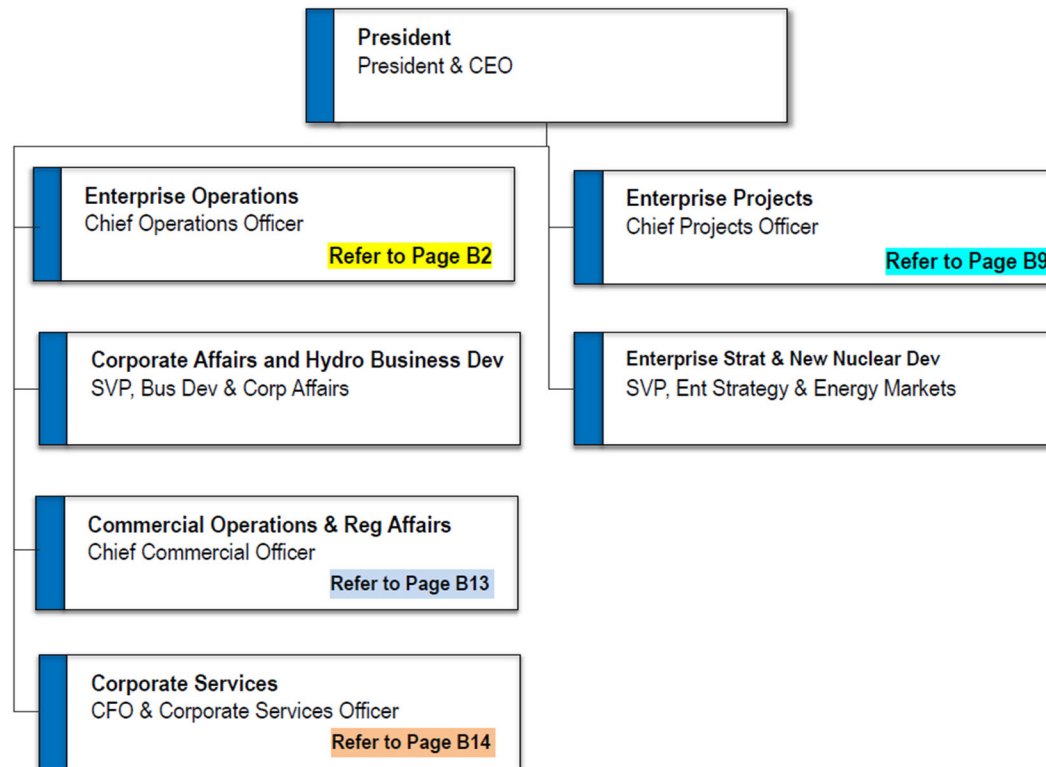 President
President & CEO
Enterprise Operations
Chief Operations Officer
Refer to Page B2
Enterprise Projects
Chief Projects Officer
Refer to Page B9
Corporate Affairs and Hydro Business Dev
SVP, Bus Dev & Corp Affairs
Enterprise Strat & New Nuclear Dev
SVP, Ent Strategy & Energy Markets
Commercial Operations & Reg Affairs
Chief Commercial Officer
Refer to Page B13
Corporate Services
CFO & Corporate Services Officer
Refer to Page B14